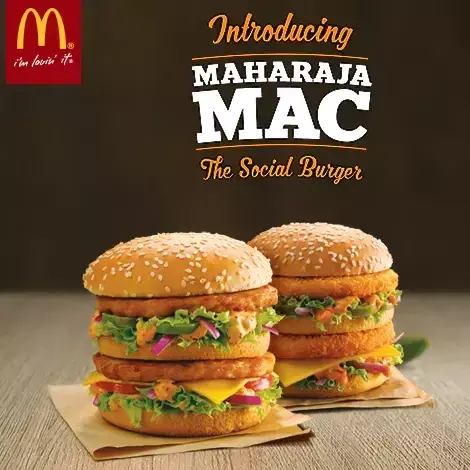 M
i'm lovin' it®
Introducing
MAHARAJA
MAC
The Social Burger